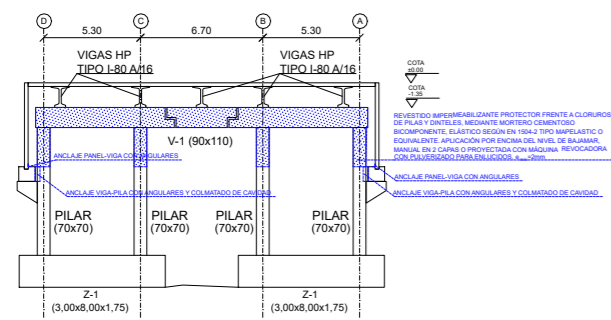 D
C
B
A
5.30
6.70
5.30
VIGAS HP
TIPO I-80 A/16
VIGAS HP
TIPO I-80 A/16
COTA
±0.00
COTA
-1.35
REVESTIDO IMPERMEABILIZANTE PROTECTOR FRENTE A CLORUROS
DE PILAS Y DINTELES, MEDIANTE MORTERO CEMENTOSO
BICOMPONENTE, ELÁSTICO SEGÚN EN 1504-2 TIPO MAPELASTIC O
EQUIVALENTE. APLICACIÓN POR ENCIMA DEL NIVEL DE BAJAMAR,
MANUAL EN 2 CAPAS O PROYECTADA CON MÁQUINA REVOCADORA
CON PULVERIZADO PARA ENLUCIDOS, =2mm
V-1 (90x110)
ANCLAJE PANEL-VIGA CON ANGULARES
ANCLAJE PANEL-VIGA CON ANGULARES
ANCLAJE VIGA-PILA CON ANGULARES Y COLMATADO DE CAVIDAD
ANCLAJE VIGA-PILA CON ANGULARES Y COLMATADO DE CAVIDAD
PILAR
(70x70)
PILAR
(70x70)
PILAR
(70x70)
PILAR
(70x70)
Z-1
(3,00x8,00x1,75)
Z-1
(3,00x8,00x1,75)